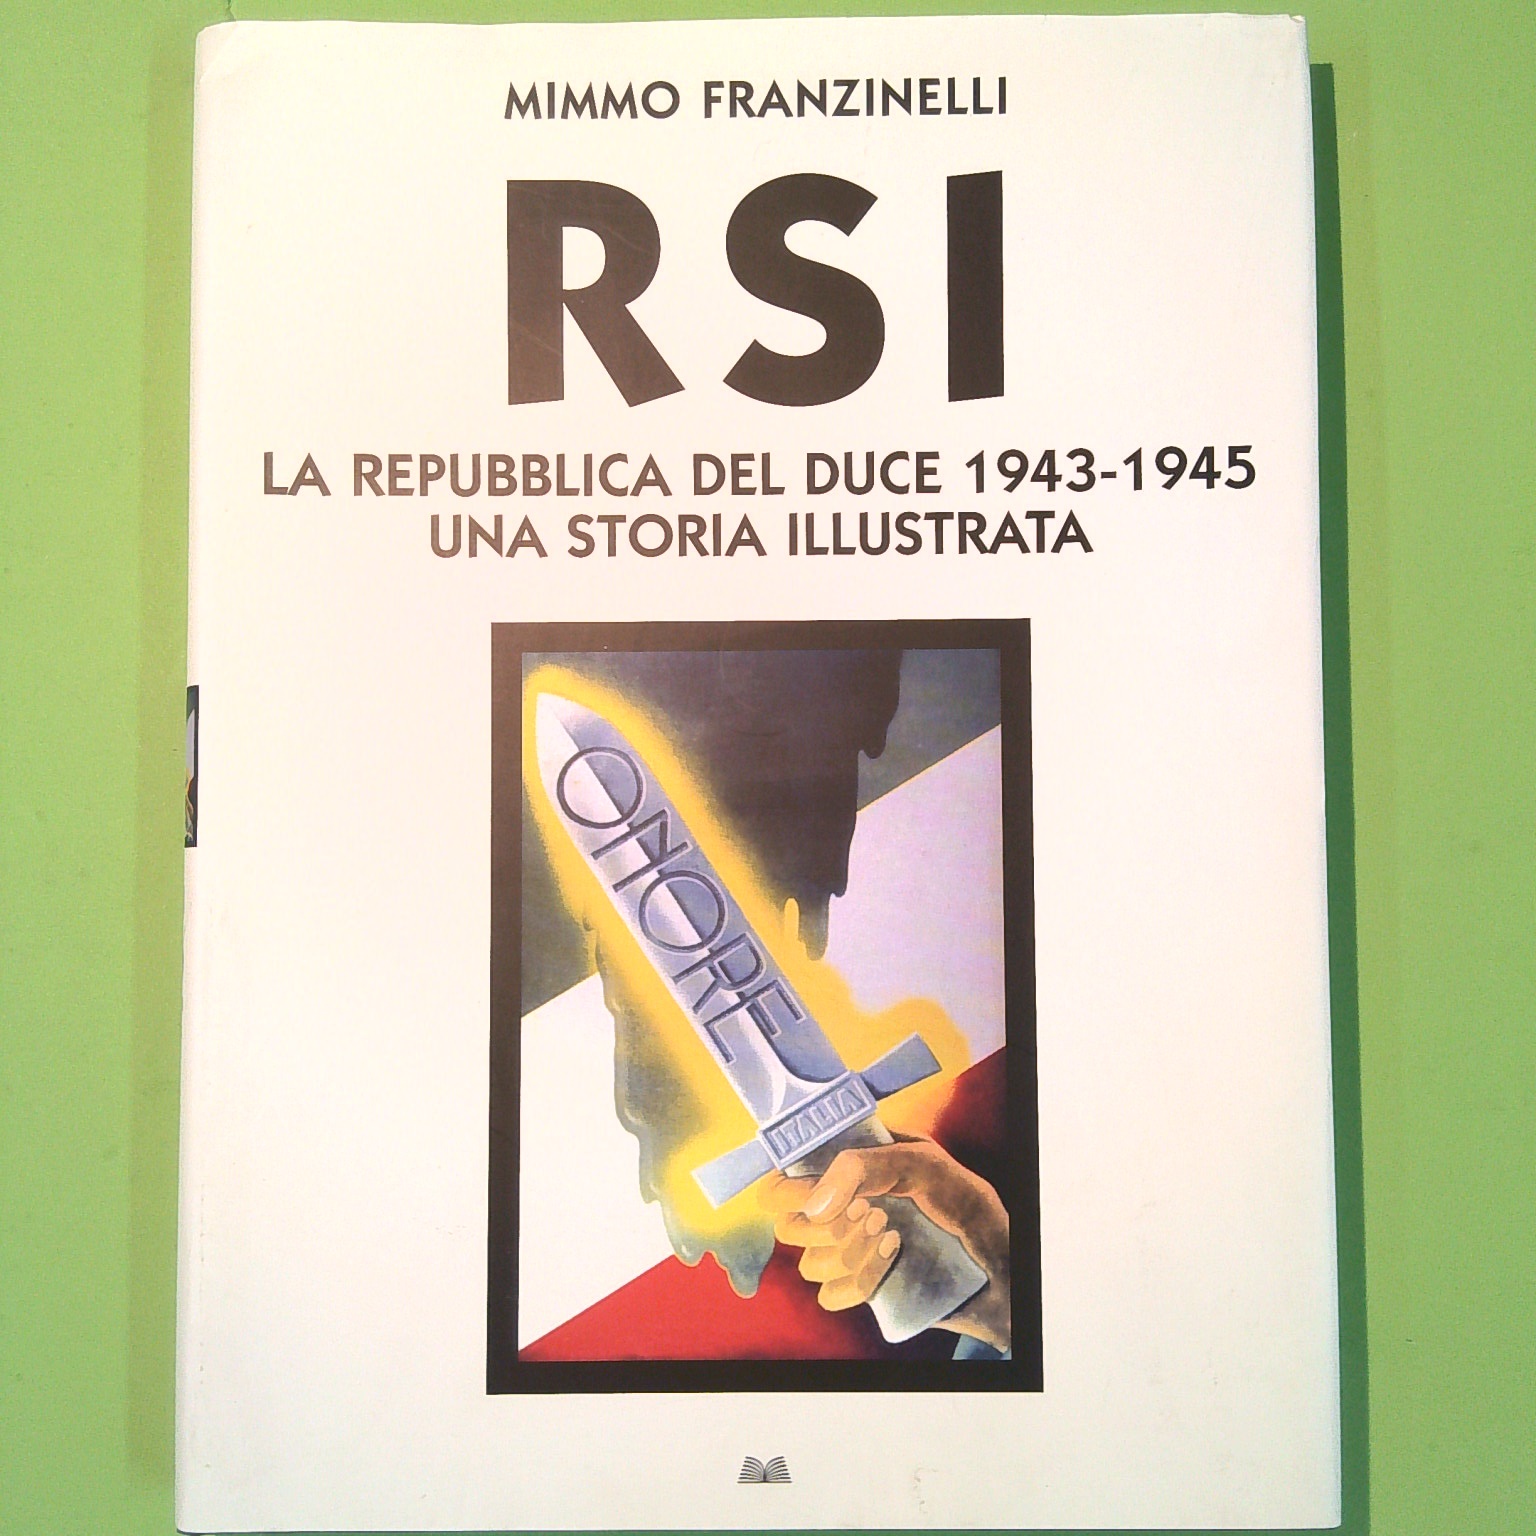 MIMMO FRANZINELLI
RSI
LA REPUBBLICA DEL DUCE 1943-1945
UNA STORIA ILLUSTRATA
ONORE
ITALIA